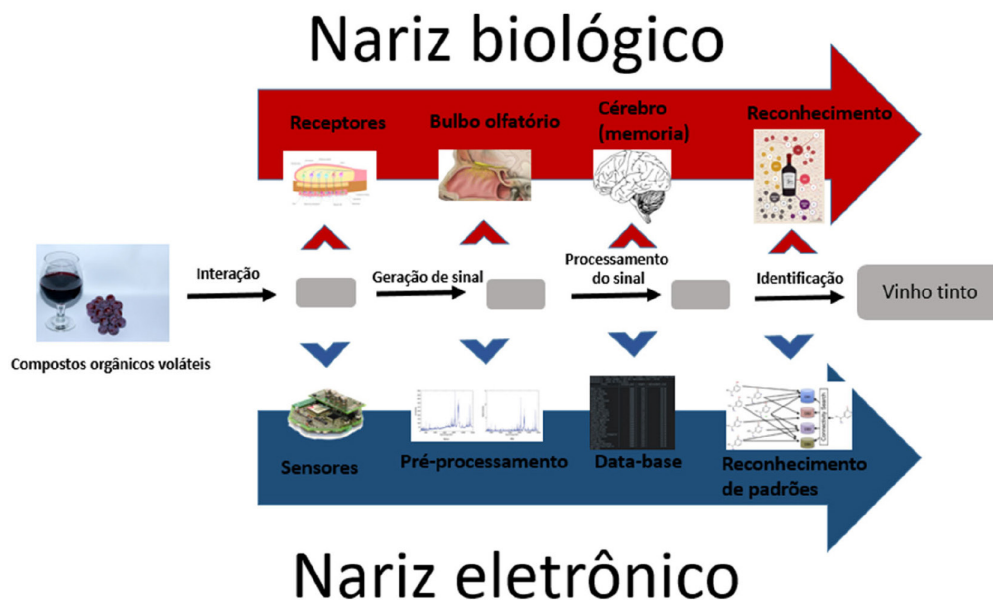 Nariz biológico
Receptores
Bulbo olfatório
Cérebro
(memoria)
Reconhecimento
Interação
Geração de sinal
Processamento
do sinal
Identificação
Vinho tinto
Compostos orgânicos voláteis
Sensores
Pré-processamento
Data-base
Reconhecimento
de padrões
Nariz eletrônico